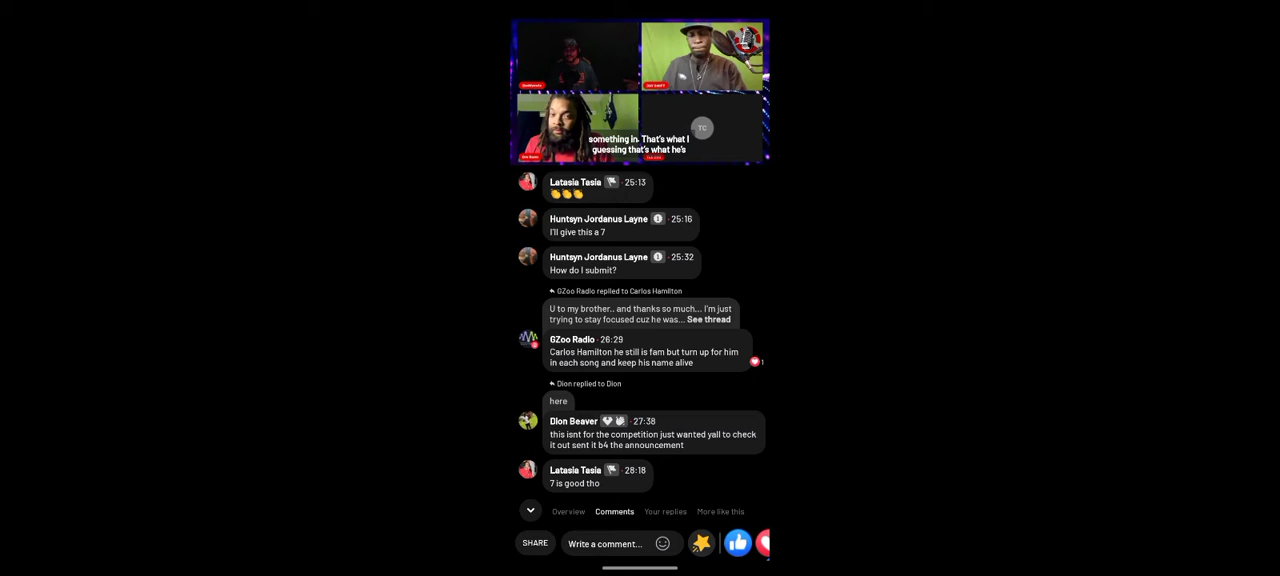 JAY SWIFT
something in. That's what I
guessing that's what he's
TC
Latasia Tasia · 25:13
👏👏👏
Huntsyn Jordanus Layne · 25:16
I'll give this a 7
Huntsyn Jordanus Layne · 25:32
How do I submit?
GZoo Radio replied to Carlos Hamilton
U to my brother.. and thanks so much... I'm just
trying to stay focused cuz he was... See thread
GZoo Radio · 26:29
Carlos Hamilton he still is fam but turn up for him
in each song and keep his name alive
1
Dion replied to Dion
here
Dion Beaver · 27:38
this isnt for the competition just wanted yall to check
it out sent it b4 the announcement
Latasia Tasia · 28:18
7 is good tho
Overview Comments Your replies More like this
SHARE Write a comment...